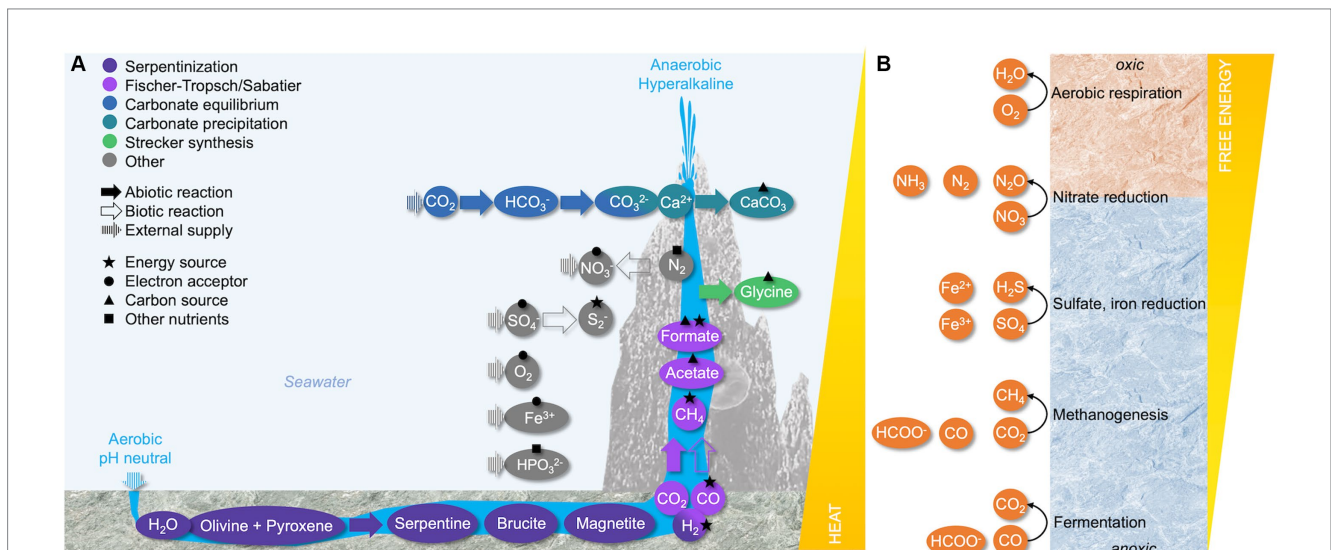 A
Serpentinization
Fischer-Tropsch/Sabatier
Carbonate equilibrium
Carbonate precipitation
Strecker synthesis
Other
Abiotic reaction
Biotic reaction
External supply
Energy source
Electron acceptor
Carbon source
Other nutrients
Anaerobic
Hyperalkaline
CO₂
HCO₃⁻
CO₃²⁻
Ca²⁺
CaCO₃
NO₃⁻
N₂
Glycine
SO₄⁻
S₂⁻
Formate
O₂
Acetate
Seawater
Fe³⁺
CH₄
HPO₃²⁻
Aerobic
pH neutral
CO₂
CO
H₂O
Olivine + Pyroxene
Serpentine
Brucite
Magnetite
H₂
HEAT
B
oxic
H₂O
O₂
Aerobic respiration
NH₃
N₂
N₂O
NO₃
Nitrate reduction
Fe²⁺
H₂S
Fe³⁺
SO₄
Sulfate, iron reduction
CH₄
HCOO⁻
CO
CO₂
Methanogenesis
CO₂
HCOO⁻
CO
Fermentation
anoxic
FREE ENERGY